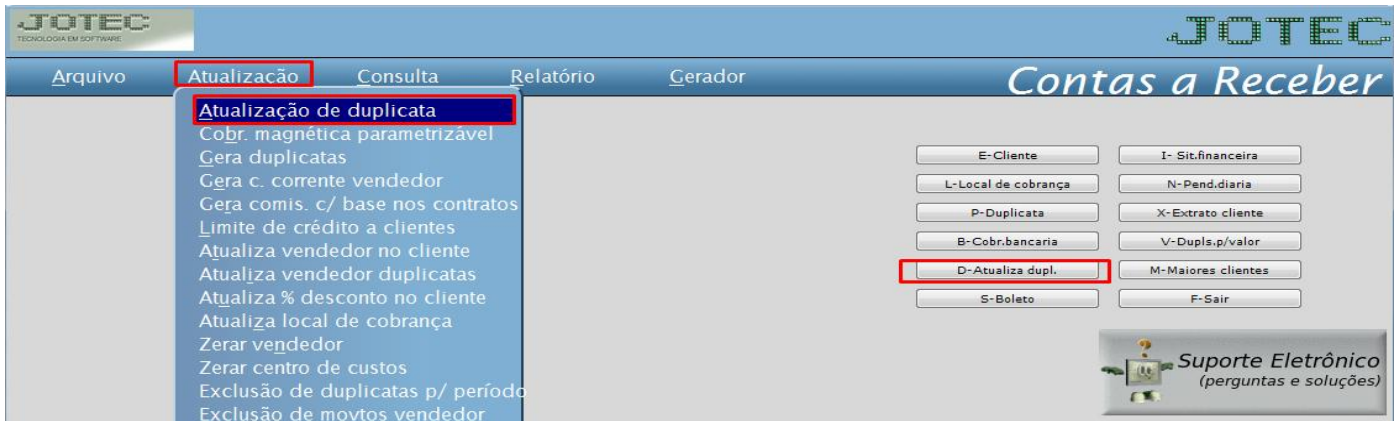 JOTEC
TECNOLOGIA EM SOFTWARE
JOTEC
Arquivo Atualização Consulta Relatório Gerador
Contas a Receber
Atualização de duplicata
Cobr. magnética parametrizável
Gera duplicatas
Gera c. corrente vendedor
Gera comis. c/ base nos contratos
Limite de crédito a clientes
Atualiza vendedor no cliente
Atualiza vendedor duplicatas
Atualiza % desconto no cliente
Atualiza local de cobrança
Zerar vendedor
Zerar centro de custos
Exclusão de duplicatas p/ período
Exclusão de movtos vendedor
E-Cliente I- Sit.financeira
L-Local de cobrança N-Pend.diaria
P-Duplicata X-Extrato cliente
B-Cobr.bancaria V-Dupls.p/valor
D-Atualiza dupl. M-Maiores clientes
S-Boleto F-Sair
Suporte Eletrônico
(perguntas e soluções)